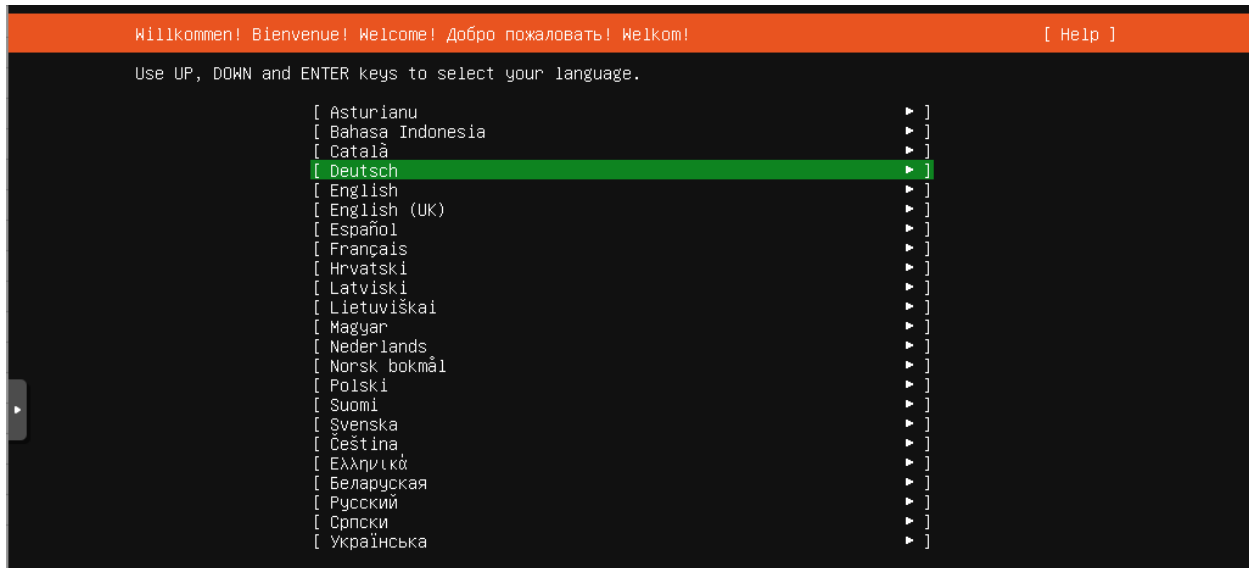 Willkommen! Bienvenue! Welcome! Добро пожаловать! Welkom! [ Help ]
Use UP, DOWN and ENTER keys to select your language.
[ Asturianu ► ]
[ Bahasa Indonesia ► ]
[ Català ► ]
[ Deutsch ► ]
[ English ► ]
[ English (UK) ► ]
[ Español ► ]
[ Français ► ]
[ Hrvatski ► ]
[ Latviski ► ]
[ Lietuviškai ► ]
[ Magyar ► ]
[ Nederlands ► ]
[ Norsk bokmål ► ]
[ Polski ► ]
[ Suomi ► ]
[ Svenska ► ]
[ Čeština ► ]
[ Ελληνικά ► ]
[ Беларуская ► ]
[ Русский ► ]
[ Српски ► ]
[ Українська ► ]